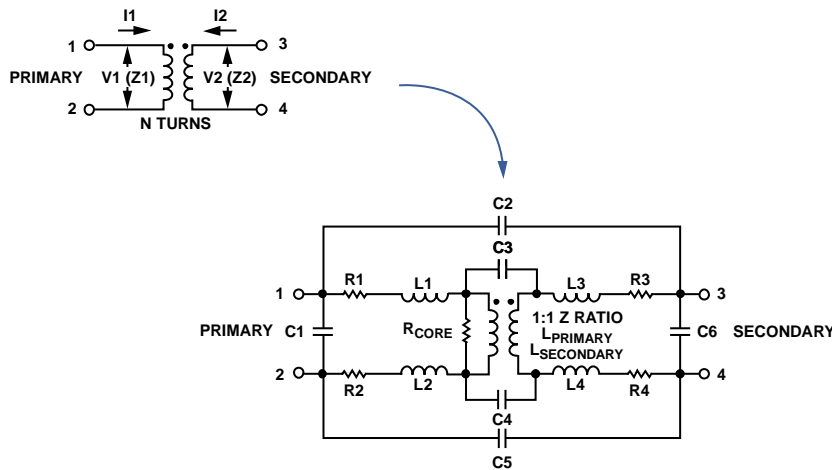 I1 I2
1 3
PRIMARY V1 (Z1) V2 (Z2) SECONDARY
2 4
N TURNS
C2
C3
1 R1 L1 L3 R3 3
PRIMARY C1 RCORE 1:1 Z RATIO C6 SECONDARY
LPRIMARY
LSECONDARY
2 R2 L2 L4 R4 4
C4
C5